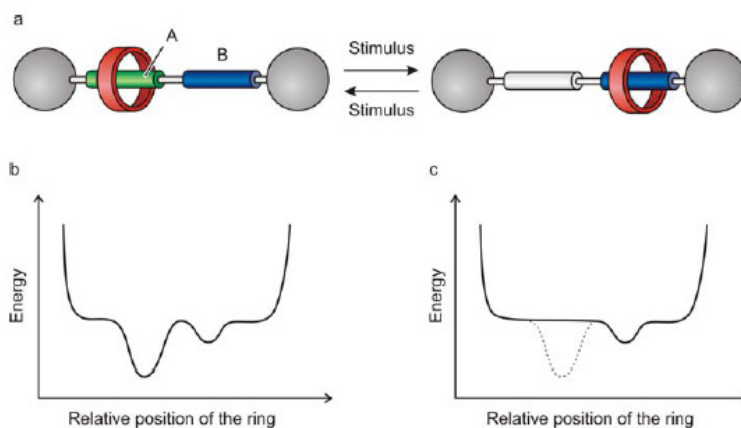 a
A
B
Stimulus
Stimulus
b
Energy
Relative position of the ring
c
Energy
Relative position of the ring